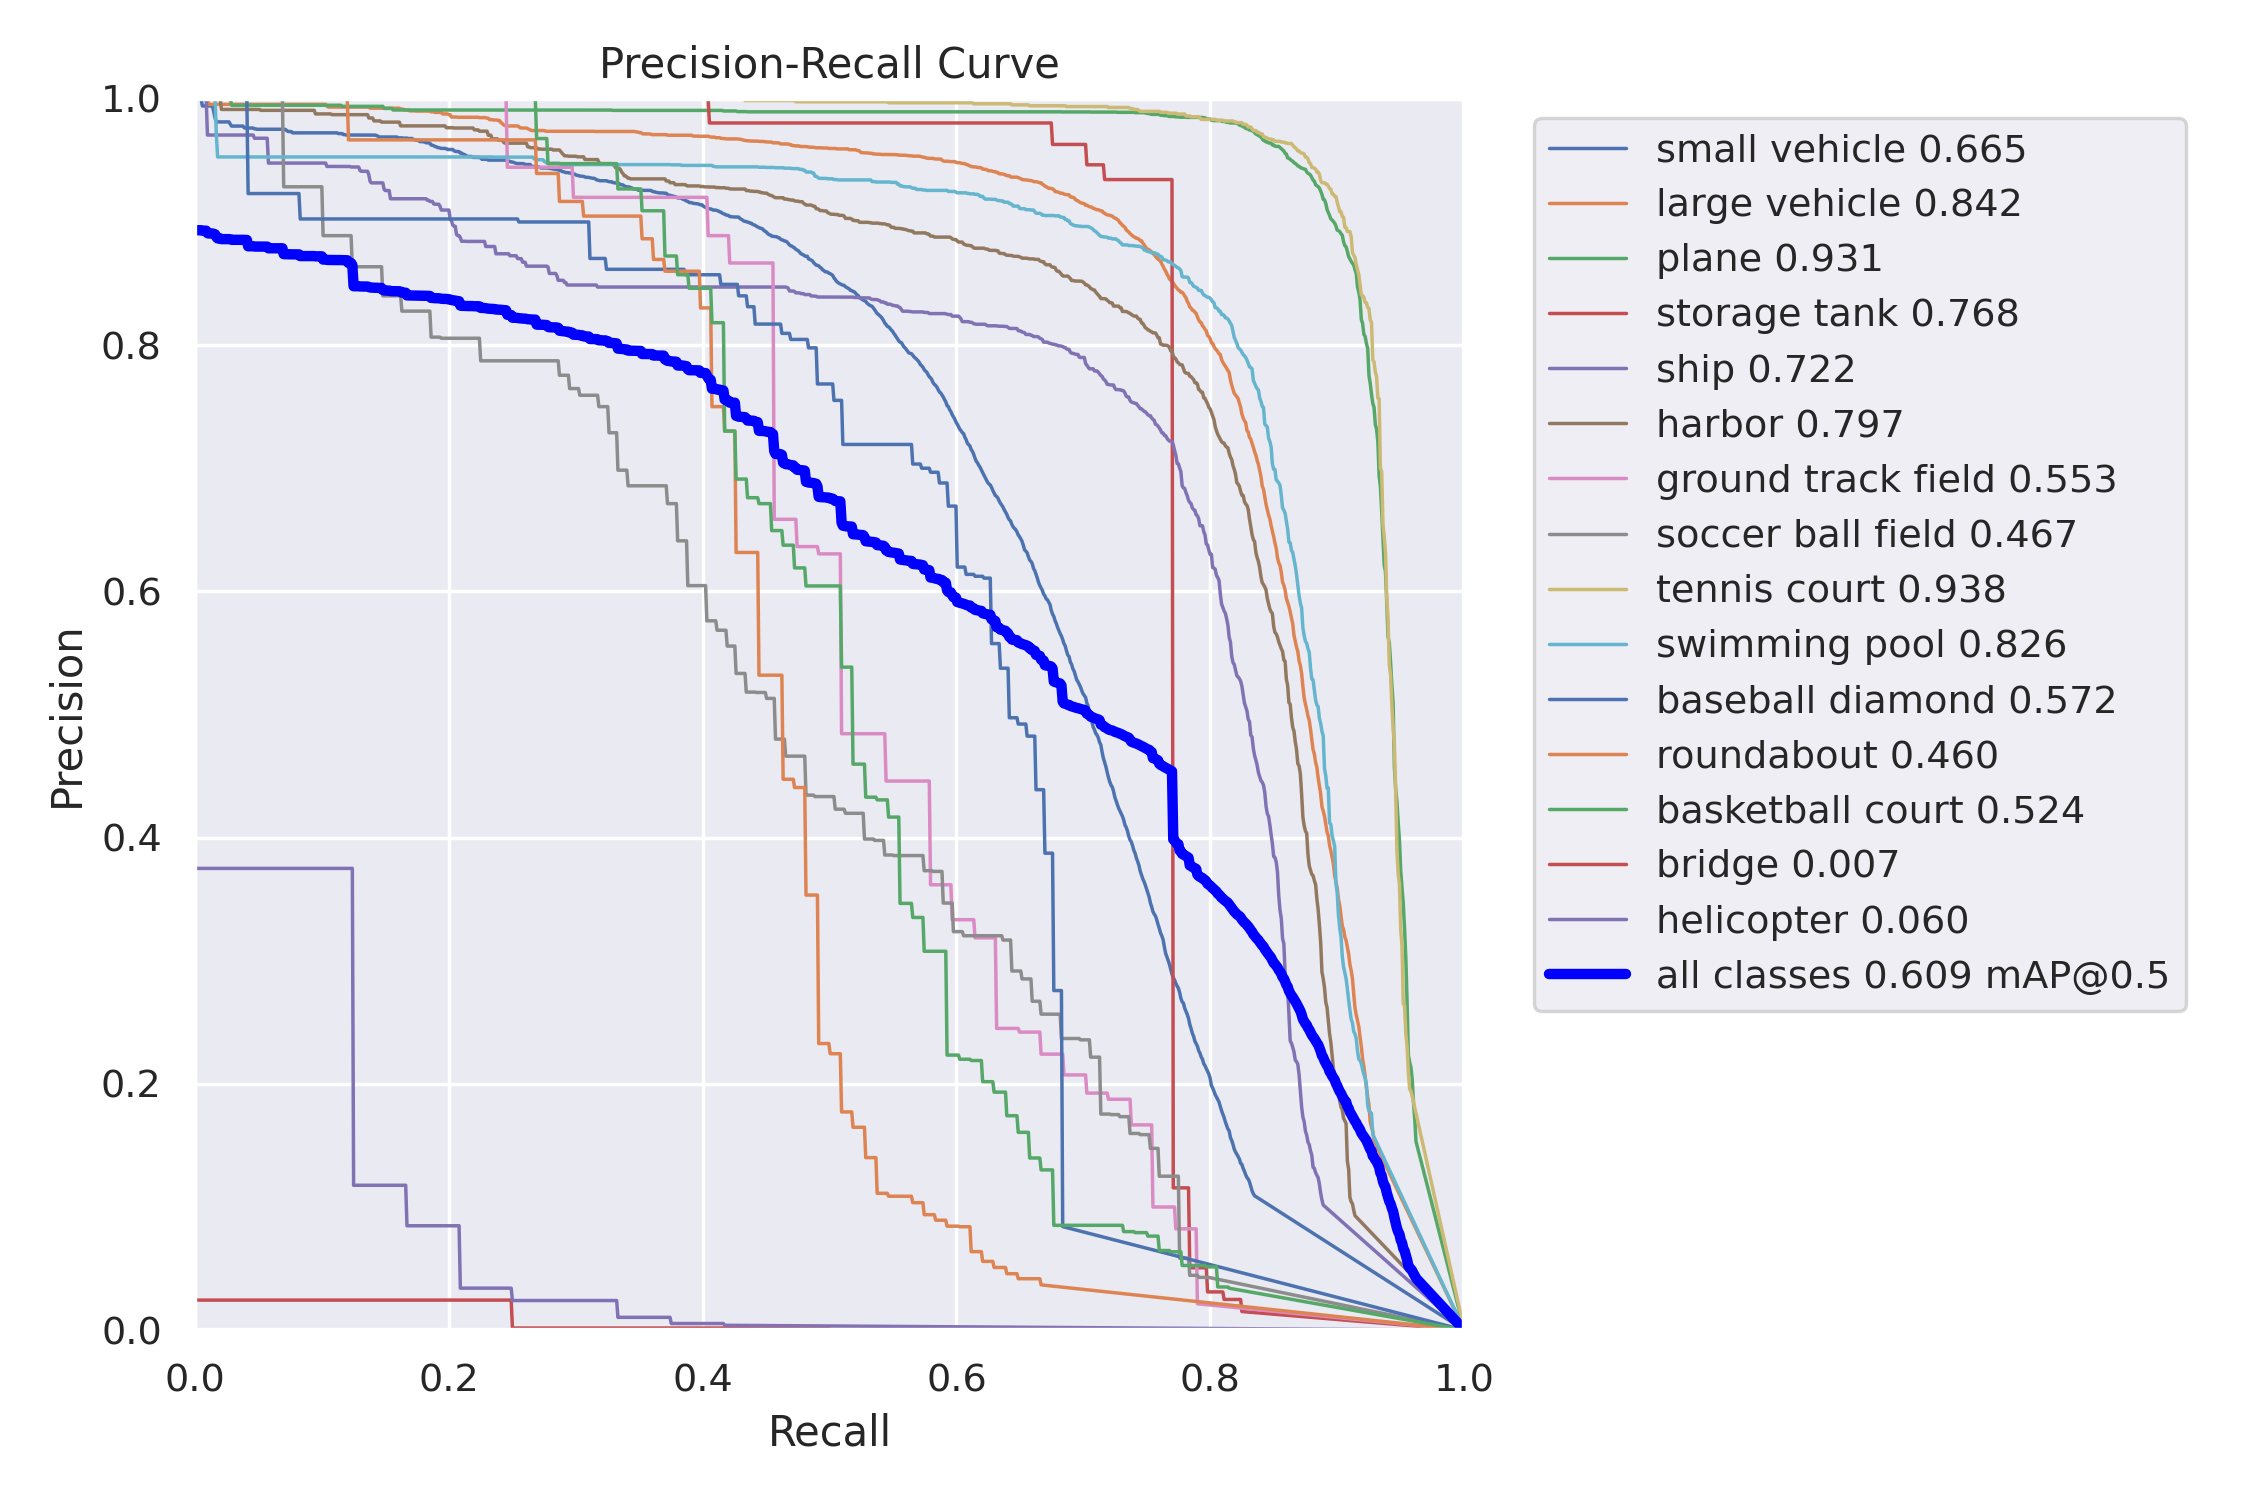 Precision-Recall Curve
1.0
0.8
0.6
0.4
0.2
0.0
Precision
0.0 0.2 0.4 0.6 0.8 1.0
Recall
small vehicle 0.665
large vehicle 0.842
plane 0.931
storage tank 0.768
ship 0.722
harbor 0.797
ground track field 0.553
soccer ball field 0.467
tennis court 0.938
swimming pool 0.826
baseball diamond 0.572
roundabout 0.460
basketball court 0.524
bridge 0.007
helicopter 0.060
all classes 0.609 mAP@0.5